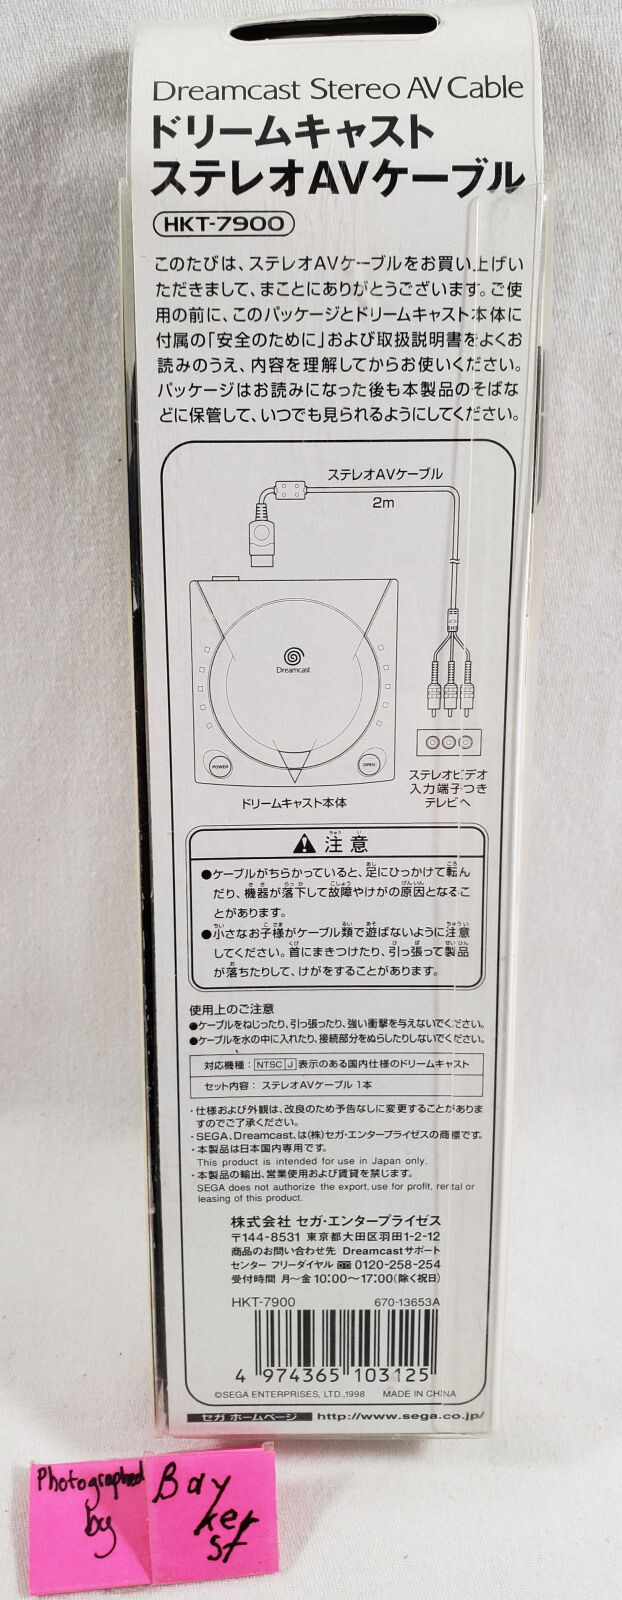 Dreamcast Stereo AV Cable
ドリームキャスト
ステレオAVケーブル
HKT-7900
このたびは、ステレオAVケーブルをお買い上げい
ただきまして、まことにありがとうございます。ご使
用の前に、このパッケージとドリームキャスト本体に
付属の「安全のために」および取扱説明書をよくお
読みのうえ、内容を理解してからお使いください。
パッケージはお読みになった後も本製品のそばな
どに保管して、いつでも見られるようにしてください。
ステレオAVケーブル
2m
Dreamcast
POWER
OPEN
ドリームキャスト本体
ステレオビデオ
入力端子つき
テレビへ
注意
●ケーブルがちらかっていると、足にひっかけて転ん
だり、機器が落下して故障やけがの原因となるこ
とがあります。
●小さなお子様がケーブル類で遊ばないように注意
してください。首にまきつけたり、引っ張って製品
が落ちたりして、けがをすることがあります。
使用上のご注意
●ケーブルをねじったり、引っ張ったり、強い衝撃を与えないでください。
●ケーブルを水の中に入れたり、接続部分をぬらしたりしないでください。
対応機種：NTSC J 表示のある国内仕様のドリームキャスト
セット内容：ステレオAVケーブル 1本
・仕様および外観は、改良のため予告なしに変更することがありま
すのでご了承ください。
・SEGA、Dreamcast、は(株)セガ・エンタープライゼスの商標です。
・本製品は日本国内専用です。
This product is intended for use in Japan only.
・本製品の輸出、営業使用および賃貸を禁じます。
SEGA does not authorize the export, use for profit, rental or
leasing of this product.
株式会社 セガ・エンタープライゼス
〒144-8531 東京都大田区羽田1-2-12
商品のお問い合わせ先 Dreamcastサポート
センター フリーダイヤル 0120-258-254
受付時間 月〜金 10:00〜17:00(除く祝日)
HKT-7900 670-13653A
4 974365 103125
©SEGA ENTERPRISES, LTD.,1998 MADE IN CHINA
セガ ホームページ http://www.sega.co.jp/
Photographed
by
Bay
ker
st